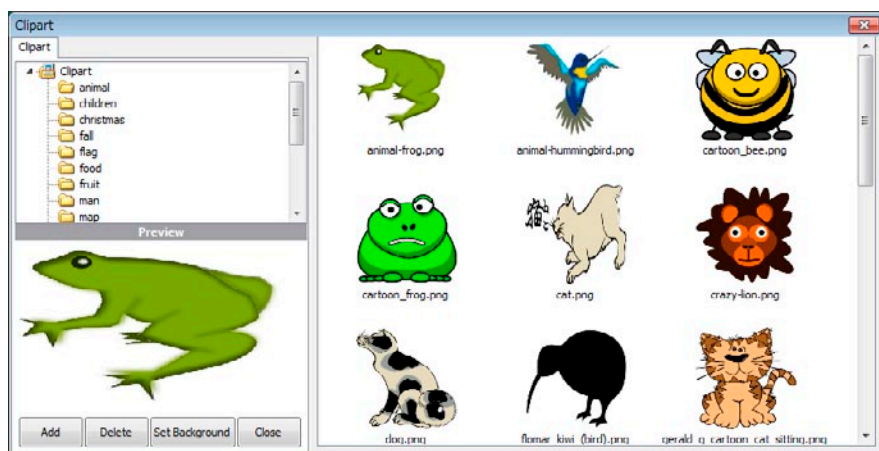 Clipart
Clipart
Clipart
animal
children
christmas
fall
flag
food
fruit
man
map
Preview
Add
Delete
Set Background
Close
animal-frog.png
animal-hummingbird.png
cartoon_bee.png
cartoon_frog.png
猫
cat.png
crazy-lion.png
dog.png
flomar_kiwi_(bird).png
gerald_g_cartoon_cat_sitting.png